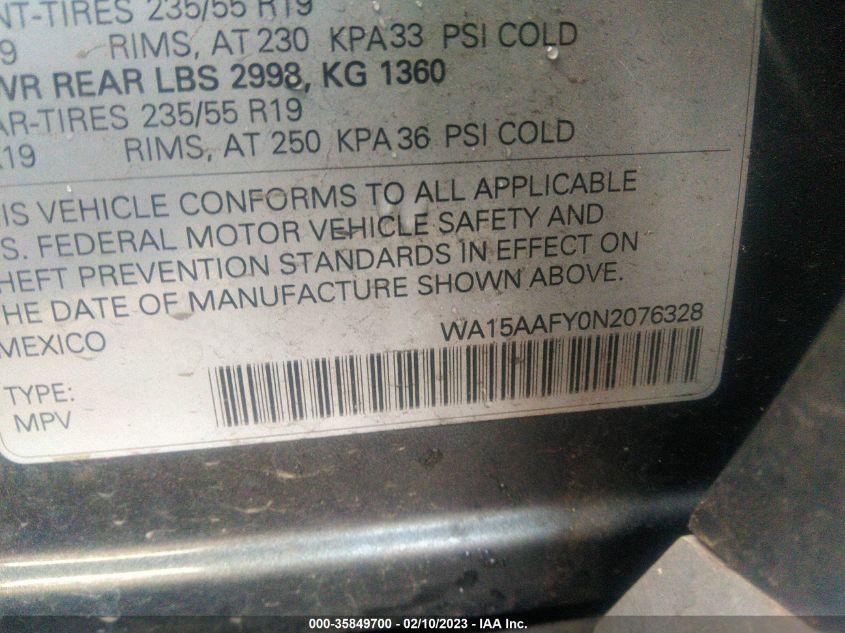 NT-TIRES 235/55 R19
9 RIMS, AT 230 KPA 33 PSI COLD
WR REAR LBS 2998, KG 1360
AR-TIRES 235/55 R19
R19 RIMS, AT 250 KPA 36 PSI COLD
IS VEHICLE CONFORMS TO ALL APPLICABLE
S. FEDERAL MOTOR VEHICLE SAFETY AND
HEFT PREVENTION STANDARDS IN EFFECT ON
HE DATE OF MANUFACTURE SHOWN ABOVE.
MEXICO WA15AAFY0N2076328
TYPE:
MPV
000-35849700 — 02/10/2023 — IAA Inc.